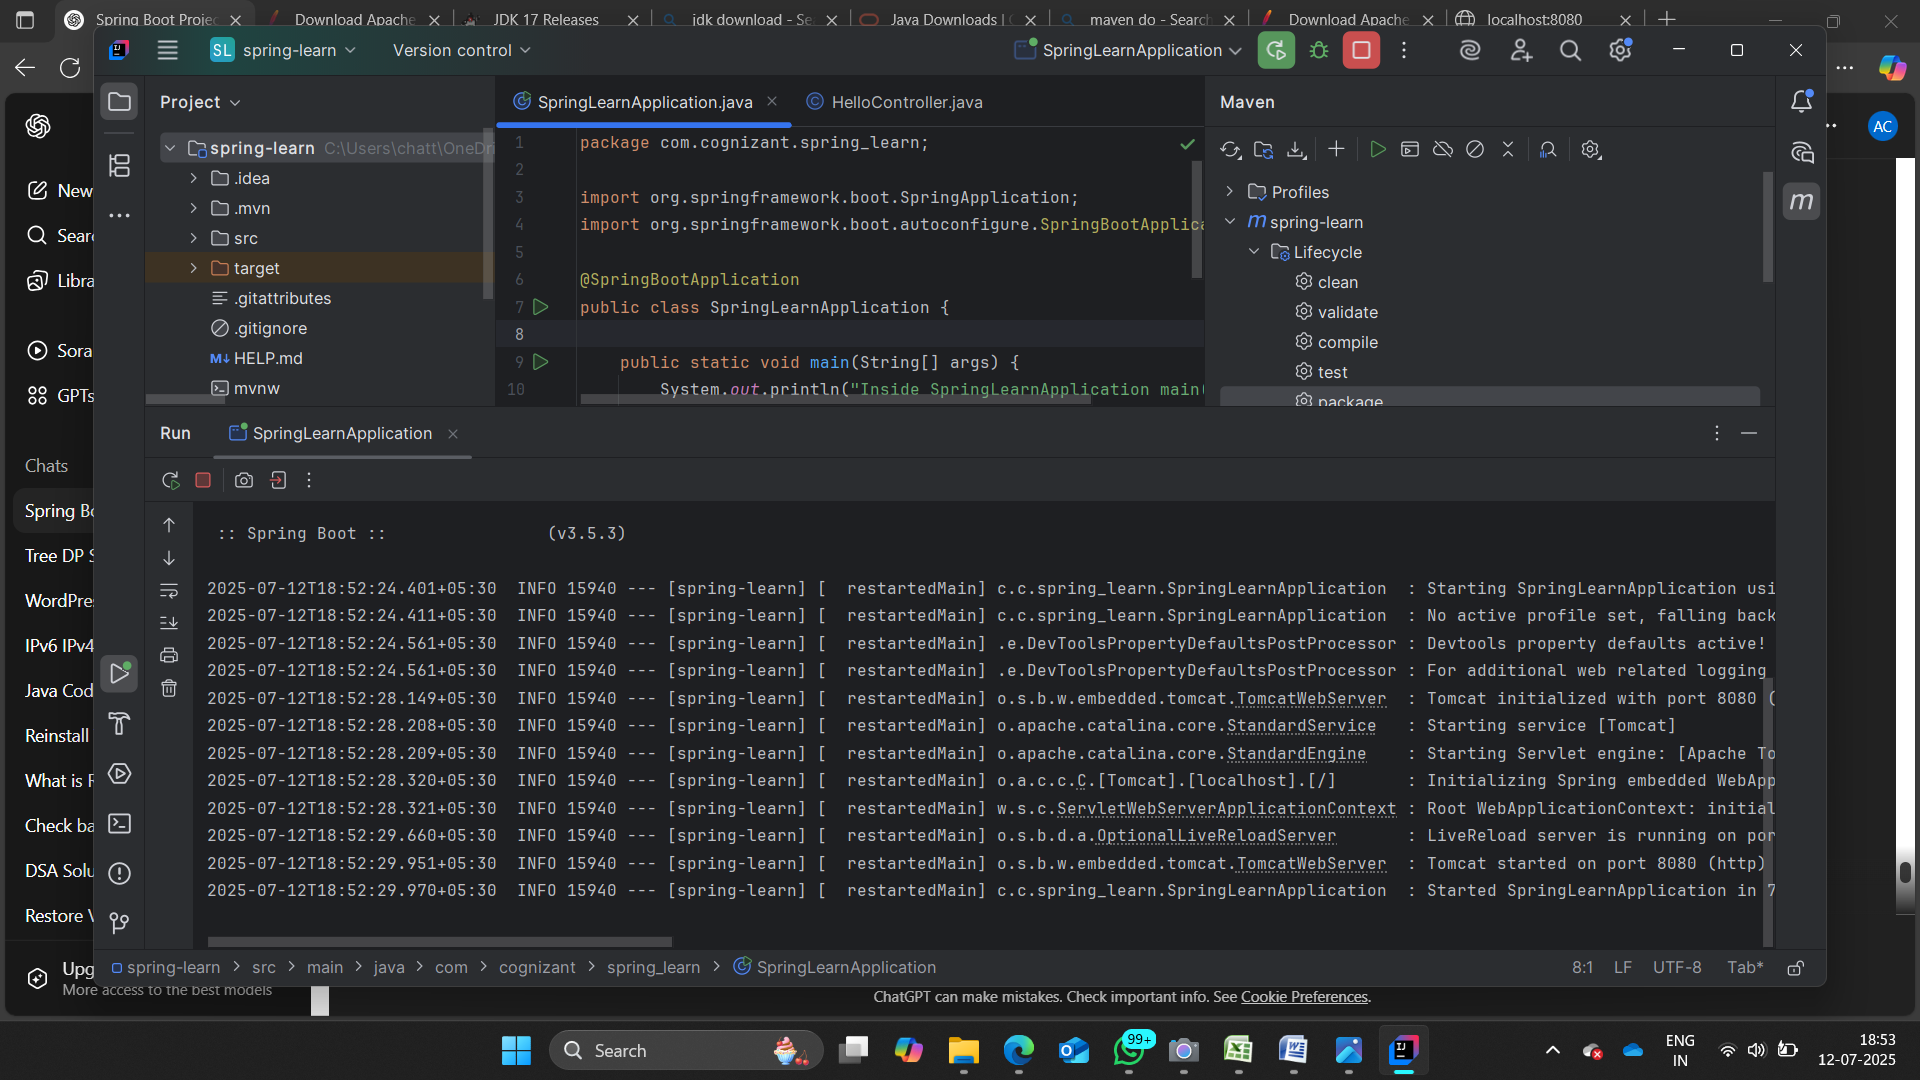 Spring Boot Projec
Download Apache
JDK 17 Releases
jdk download - Se
Java Downloads |
maven do - Search
Download Apache
localhost:8080
SL spring-learn
Version control
SpringLearnApplication
Project
SpringLearnApplication.java
HelloController.java
Maven
AC
New
Sear
Libra
Sora
GPTs
Chats
Spring Bo
Tree DP S
WordPres
IPv6 IPv4
Java Cod
Reinstall
What is R
Check ba
DSA Solu
Restore V
Upg
More access to the best models
spring-learn C:\Users\chatt\OneDri
.idea
.mvn
src
target
.gitattributes
.gitignore
M↓ HELP.md
mvnw
1 package com.cognizant.spring_learn;
2
3 import org.springframework.boot.SpringApplication;
4 import org.springframework.boot.autoconfigure.SpringBootApplica
5
6 @SpringBootApplication
7 public class SpringLearnApplication {
8
9 public static void main(String[] args) {
10 System.out.println("Inside SpringLearnApplication main
Profiles
m spring-learn
Lifecycle
clean
validate
compile
test
package
m
Run
SpringLearnApplication
:: Spring Boot :: (v3.5.3)
2025-07-12T18:52:24.401+05:30 INFO 15940 --- [spring-learn] [ restartedMain] c.c.spring_learn.SpringLearnApplication : Starting SpringLearnApplication usi
2025-07-12T18:52:24.411+05:30 INFO 15940 --- [spring-learn] [ restartedMain] c.c.spring_learn.SpringLearnApplication : No active profile set, falling back
2025-07-12T18:52:24.561+05:30 INFO 15940 --- [spring-learn] [ restartedMain] .e.DevToolsPropertyDefaultsPostProcessor : Devtools property defaults active!
2025-07-12T18:52:24.561+05:30 INFO 15940 --- [spring-learn] [ restartedMain] .e.DevToolsPropertyDefaultsPostProcessor : For additional web related logging
2025-07-12T18:52:28.149+05:30 INFO 15940 --- [spring-learn] [ restartedMain] o.s.b.w.embedded.tomcat.TomcatWebServer : Tomcat initialized with port 8080 (
2025-07-12T18:52:28.208+05:30 INFO 15940 --- [spring-learn] [ restartedMain] o.apache.catalina.core.StandardService : Starting service [Tomcat]
2025-07-12T18:52:28.209+05:30 INFO 15940 --- [spring-learn] [ restartedMain] o.apache.catalina.core.StandardEngine : Starting Servlet engine: [Apache To
2025-07-12T18:52:28.320+05:30 INFO 15940 --- [spring-learn] [ restartedMain] o.a.c.c.C.[Tomcat].[localhost].[/] : Initializing Spring embedded WebApp
2025-07-12T18:52:28.321+05:30 INFO 15940 --- [spring-learn] [ restartedMain] w.s.c.ServletWebServerApplicationContext : Root WebApplicationContext: initial
2025-07-12T18:52:29.660+05:30 INFO 15940 --- [spring-learn] [ restartedMain] o.s.b.d.a.OptionalLiveReloadServer : LiveReload server is running on por
2025-07-12T18:52:29.951+05:30 INFO 15940 --- [spring-learn] [ restartedMain] o.s.b.w.embedded.tomcat.TomcatWebServer : Tomcat started on port 8080 (http)
2025-07-12T18:52:29.970+05:30 INFO 15940 --- [spring-learn] [ restartedMain] c.c.spring_learn.SpringLearnApplication : Started SpringLearnApplication in 7
spring-learn > src > main > java > com > cognizant > spring_learn > SpringLearnApplication
8:1 LF UTF-8 Tab*
ChatGPT can make mistakes. Check important info. See Cookie Preferences.
Search
99+
ENG
IN
18:53
12-07-2025